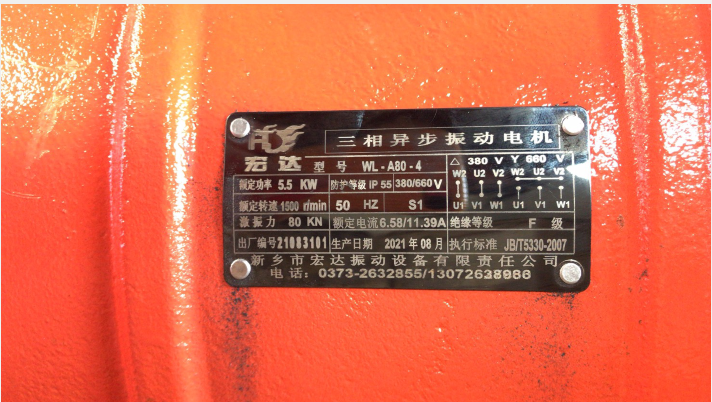 三相异步振动电机
宏达 型号 WL-A80-4
额定功率 5.5 KW 防护等级 IP 55 380/660 V
额定转速 1500 r/min 50 HZ S1
激振力 80 KN 额定电流 6.58/11.39A 绝缘等级 F 级
出厂编号 21083101 生产日期 2021 年 08 月 执行标准 JB/T5330-2007
△ 380 V Y 660 V
W2 U2 V2 W2 U2 V2
U1 V1 W1 U1 V1 W1
新乡市宏达振动设备有限责任公司
电话:0373-2632855/13072638988